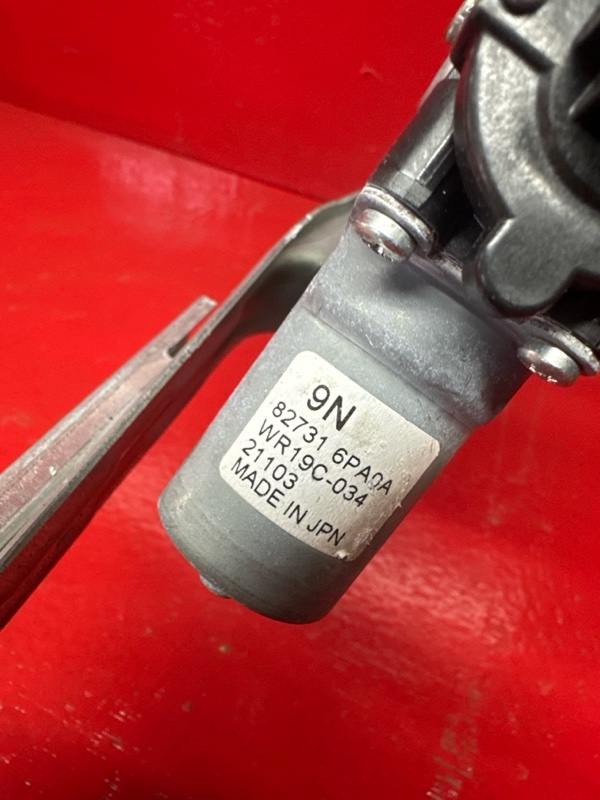 9N
82731 6PA0A
WR19C-034
21103
MADE IN JPN